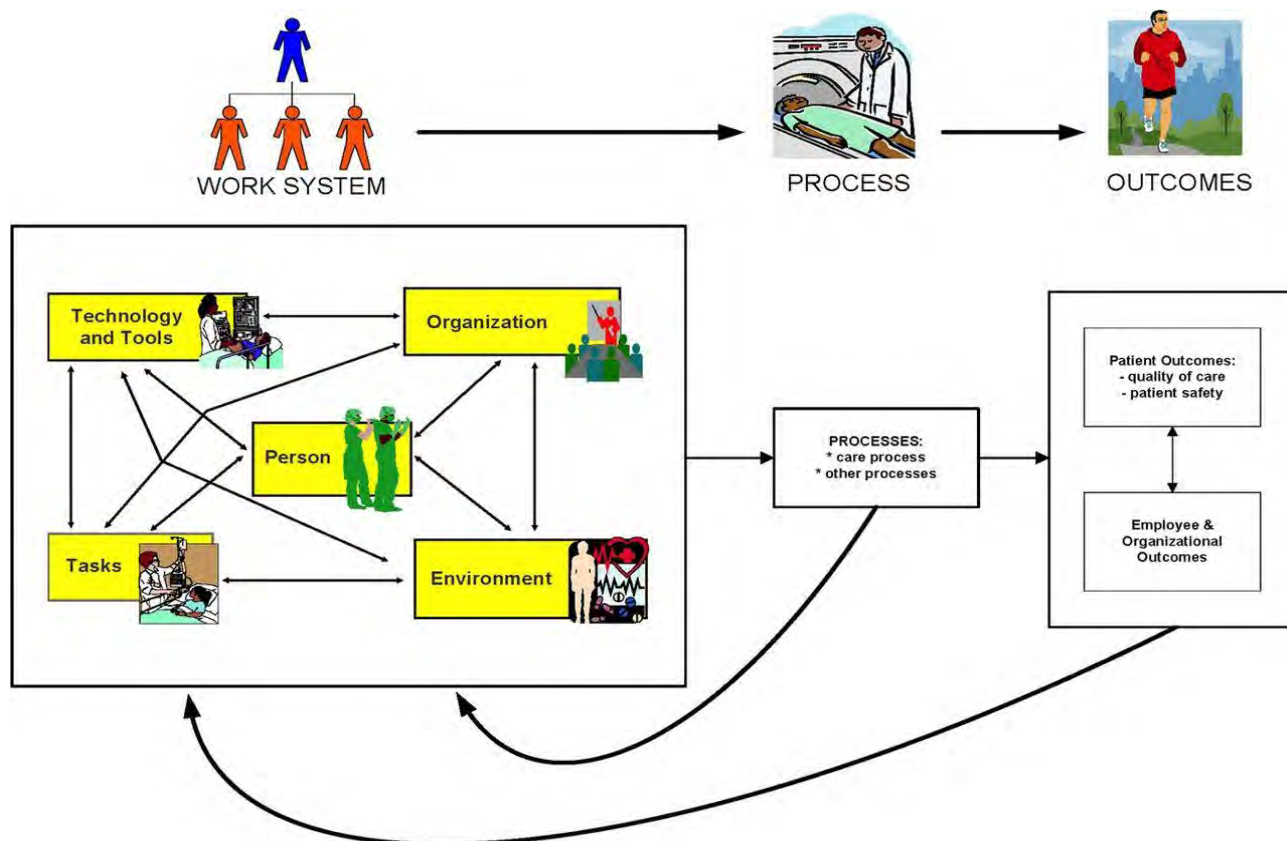 WORK SYSTEM
PROCESS
OUTCOMES
Technology
and Tools
Organization
Person
Tasks
Environment
PROCESSES:
* care process
* other processes
Patient Outcomes:
- quality of care
- patient safety
Employee &
Organizational
Outcomes